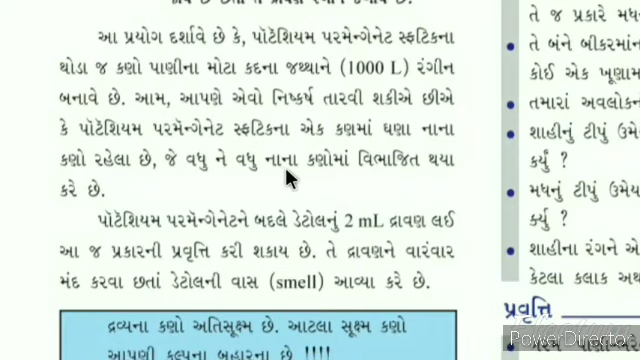 આ પ્રયોગ દર્શાવે છે કે, પૉટેશિયમ પરમેંગેનેટ સ્ફટિકના
થોડા જ કણો પાણીના મોટા કદના જથ્થાને (1000 L) રંગીન
બનાવે છે. આમ, આપણે એવો નિષ્કર્ષ તારવી શકીએ છીએ
કે પૉટેશિયમ પરમેંગેનેટ સ્ફટિકના એક કણમાં ઘણા નાના
કણો રહેલા છે, જે વધુ ને વધુ નાના કણોમાં વિભાજિત થયા
કરે છે.
પૉટેશિયમ પરમેંગેનેટને બદલે ડેટોલનું 2 mL દ્રાવણ લઈ
આ જ પ્રકારની પ્રવૃત્તિ કરી શકાય છે. તે દ્રાવણને વારંવાર
મંદ કરવા છતાં ડેટોલની વાસ (smell) આવ્યા કરે છે.
દ્રવ્યના કણો અતિસૂક્ષ્મ છે. આટલા સૂક્ષ્મ કણો
આપણી કલ્પના બહારના છે !!!!
તે જ પ્રકારે
• તે બંને બીકરમાં
કોઈ એક ખૂણામ
• તમારાં અવલોક
• શાહીનું ટીપું ઉમે
કર્યું ?
• મધનું ટીપું ઉમે
કર્યુ ?
• શાહીના રંગને એ
કેટલા કલાક અથ
પ્રવૃત્તિ
PowerDirecto